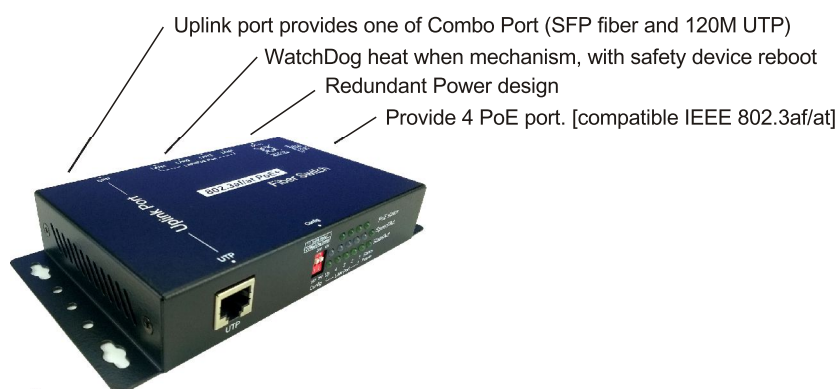 Uplink port provides one of Combo Port (SFP fiber and 120M UTP)
WatchDog heat when mechanism, with safety device reboot
Redundant Power design
Provide 4 PoE port. [compatible IEEE 802.3af/at]
802.3af/at PoE+
Fiber Switch
Uplink Port
UTP
Config
UTP